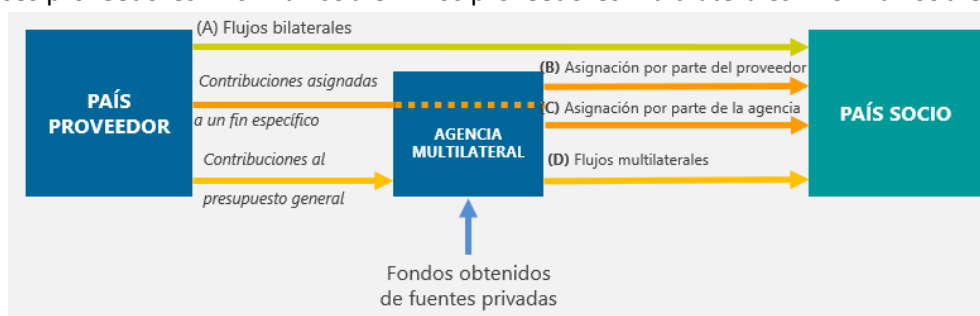 (A) Flujos bilaterales
PAÍS
PROVEEDOR
Contribuciones asignadas
a un fin específico
Contribuciones al
presupuesto general
AGENCIA
MULTILATERAL
(B) Asignación por parte del proveedor
(C) Asignación por parte de la agencia
(D) Flujos multilaterales
PAÍS SOCIO
Fondos obtenidos
de fuentes privadas